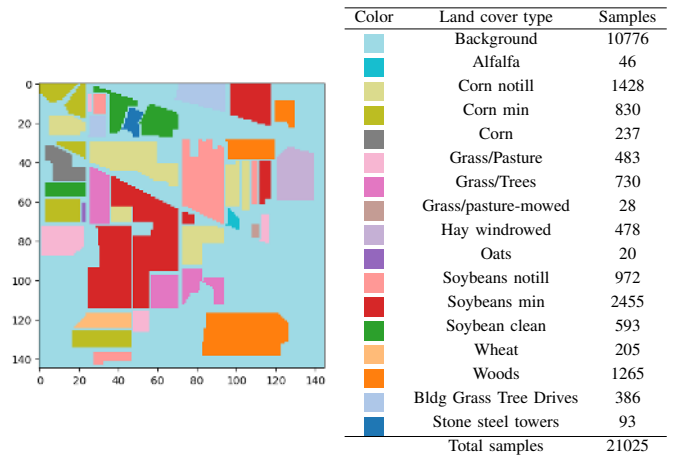 Color Land cover type Samples
Background 10776
Alfalfa 46
Corn notill 1428
Corn min 830
Corn 237
Grass/Pasture 483
Grass/Trees 730
Grass/pasture-mowed 28
Hay windrowed 478
Oats 20
Soybeans notill 972
Soybeans min 2455
Soybean clean 593
Wheat 205
Woods 1265
Bldg Grass Tree Drives 386
Stone steel towers 93
Total samples 21025
0
20
40
60
80
100
120
140
0 20 40 60 80 100 120 140